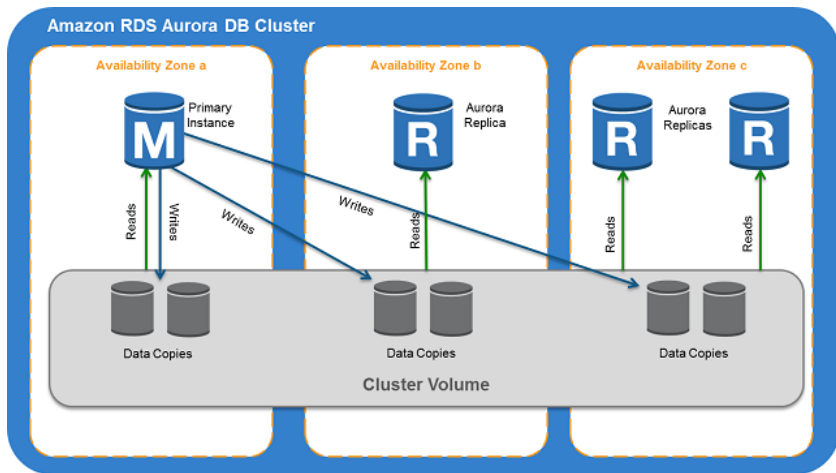 Amazon RDS Aurora DB Cluster
Availability Zone a
Availability Zone b
Availability Zone c
M
Primary
Instance
R
Aurora
Replica
R
Aurora
Replicas
R
Reads
Writes
Writes
Reads
Writes
Reads
Reads
Data Copies
Data Copies
Data Copies
Cluster Volume